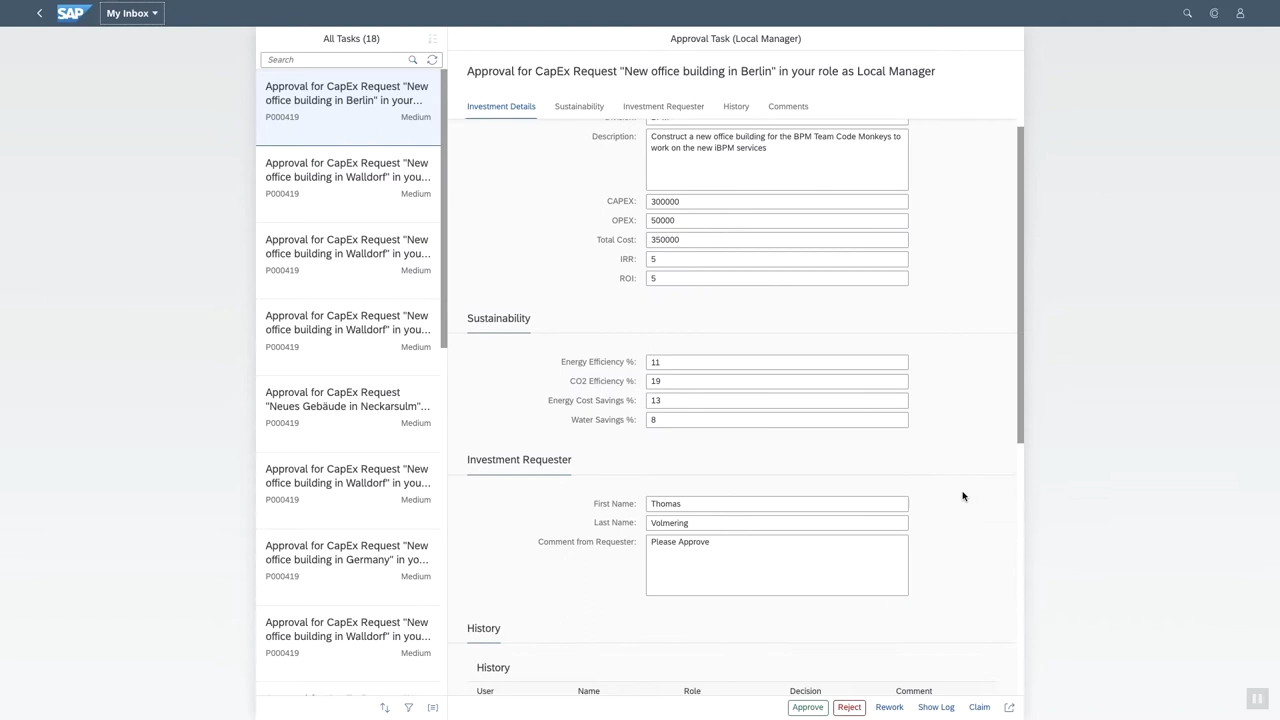 SAP
My Inbox
All Tasks (18)
Search
Approval for CapEx Request "New
office building in Berlin" in your...
P000419 Medium
Approval for CapEx Request "New
office building in Walldorf" in you...
P000419 Medium
Approval for CapEx Request "New
office building in Walldorf" in you...
P000419 Medium
Approval for CapEx Request "New
office building in Walldorf" in you...
P000419 Medium
Approval for CapEx Request
"Neues Gebäude in Neckarsulm"...
P000419 Medium
Approval for CapEx Request "New
office building in Walldorf" in you...
P000419 Medium
Approval for CapEx Request "New
office building in Germany" in yo...
P000419 Medium
Approval for CapEx Request "New
office building in Walldorf" in you...
P000419 Medium
Approval Task (Local Manager)
Approval for CapEx Request "New office building in Berlin" in your role as Local Manager
Investment Details Sustainability Investment Requester History Comments
Description: Construct a new office building for the BPM Team Code Monkeys to
work on the new iBPM services
CAPEX: 300000
OPEX: 50000
Total Cost: 350000
IRR: 5
ROI: 5
Sustainability
Energy Efficiency %: 11
CO2 Efficiency %: 19
Energy Cost Savings %: 13
Water Savings %: 8
Investment Requester
First Name: Thomas
Last Name: Volmering
Comment from Requester: Please Approve
History
History
User Name Role Decision Comment
Approve Reject Rework Show Log Claim